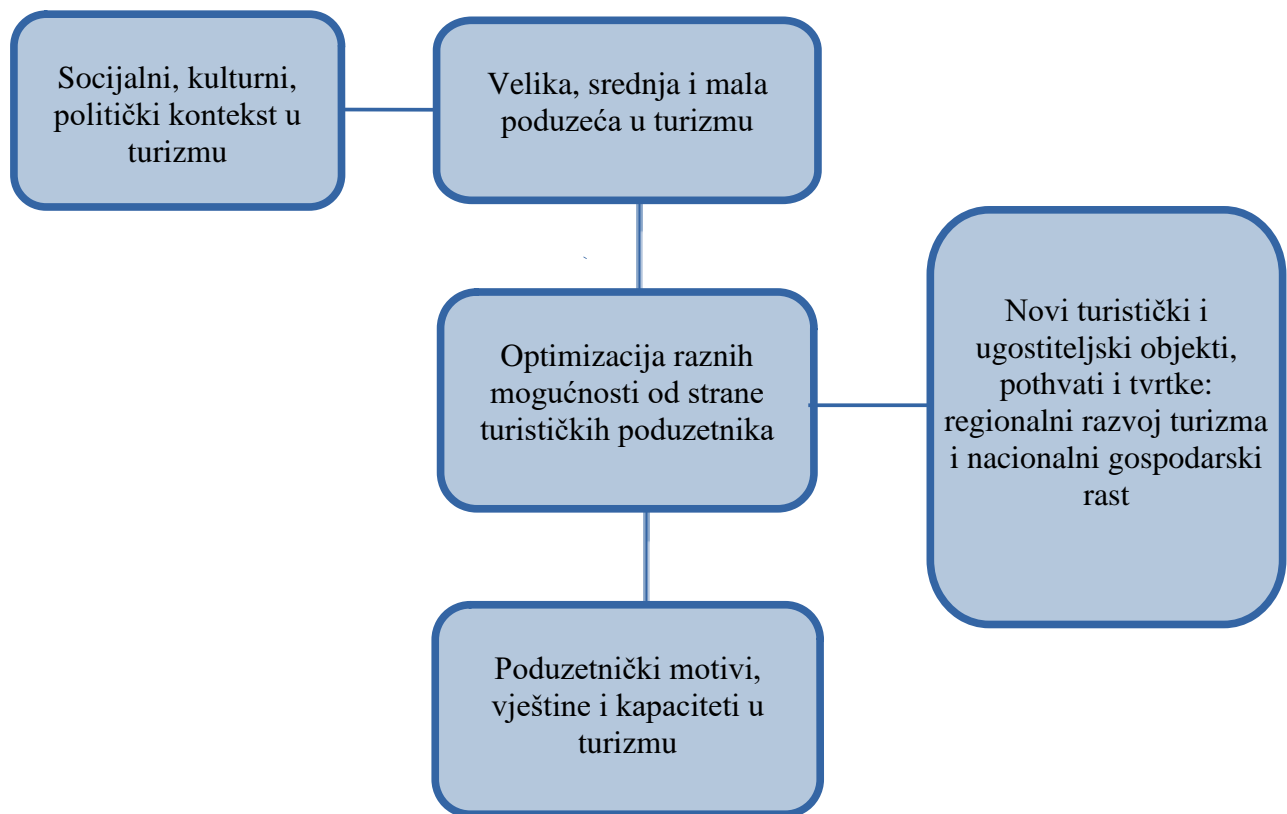 Socijalni, kulturni,
politički kontekst u
turizmu
Velika, srednja i mala
poduzeća u turizmu
Optimizacija raznih
mogućnosti od strane
turističkih poduzetnika
Novi turistički i
ugostiteljski objekti,
pothvati i tvrtke:
regionalni razvoj turizma
i nacionalni gospodarski
rast
Poduzetnički motivi,
vještine i kapaciteti u
turizmu